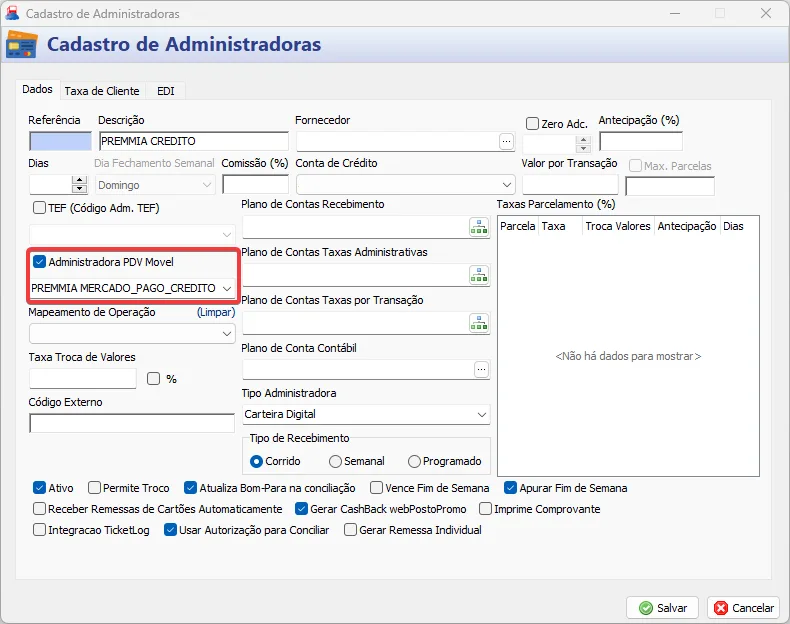 Cadastro de Administradoras
Cadastro de Administradoras
Dados Taxa de Cliente EDI
Referência Descrição Fornecedor Zero Adc. Antecipação (%)
PREMMIA CREDITO ...
Dias Dia Fechamento Semanal Comissão (%) Conta de Crédito Valor por Transação Max. Parcelas
Domingo
TEF (Código Adm. TEF) Plano de Contas Recebimento Taxas Parcelamento (%)
Parcela Taxa Troca Valores Antecipação Dias
Plano de Contas Taxas Administrativas
Administradora PDV Movel
PREMMIA MERCADO_PAGO_CREDITO
Plano de Contas Taxas por Transação
Mapeamento de Operação (Limpar)
Plano de Conta Contábil
Taxa Troca de Valores <Não há dados para mostrar>
% ...
Tipo Administradora
Código Externo
Carteira Digital
Tipo de Recebimento
Corrido Semanal Programado
Ativo Permite Troco Atualiza Bom-Para na conciliação Vence Fim de Semana Apurar Fim de Semana
Receber Remessas de Cartões Automaticamente Gerar CashBack webPostoPromo Imprime Comprovante
Integracao TicketLog Usar Autorização para Conciliar Gerar Remessa Individual
Salvar Cancelar